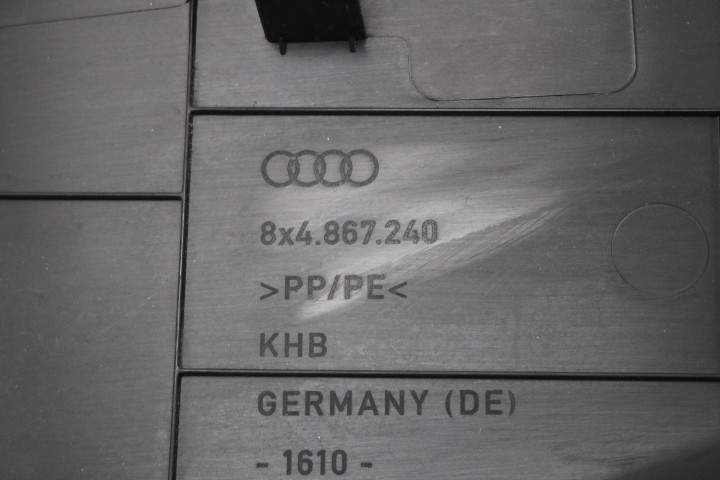 8x4.867.240
>PP/PE<
KHB
GERMANY (DE)
- 1610 -